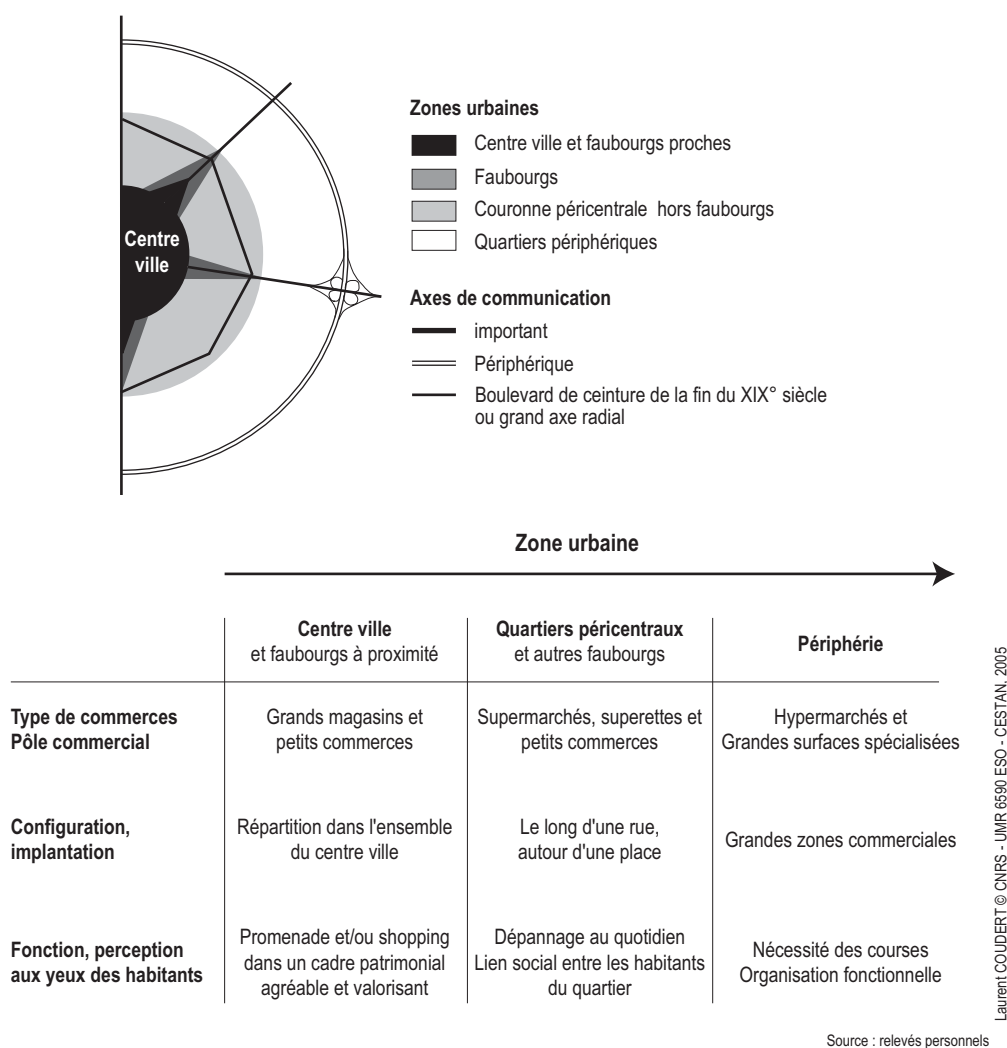 Centre
ville
Zones urbaines
Centre ville et faubourgs proches
Faubourgs
Couronne péricentrale hors faubourgs
Quartiers périphériques
Axes de communication
important
Périphérique
Boulevard de ceinture de la fin du XIX° siècle
ou grand axe radial
Zone urbaine
Centre ville
et faubourgs à proximité
Quartiers péricentraux
et autres faubourgs
Périphérie
Type de commerces
Pôle commercial
Grands magasins et
petits commerces
Supermarchés, superettes et
petits commerces
Hypermarchés et
Grandes surfaces spécialisées
Configuration,
implantation
Répartition dans l'ensemble
du centre ville
Le long d'une rue,
autour d'une place
Grandes zones commerciales
Fonction, perception
aux yeux des habitants
Promenade et/ou shopping
dans un cadre patrimonial
agréable et valorisant
Dépannage au quotidien
Lien social entre les habitants
du quartier
Nécessité des courses
Organisation fonctionnelle
Laurent COUDERT © CNRS - UMR 6590 ESO - CESTAN, 2005
Source : relevés personnels